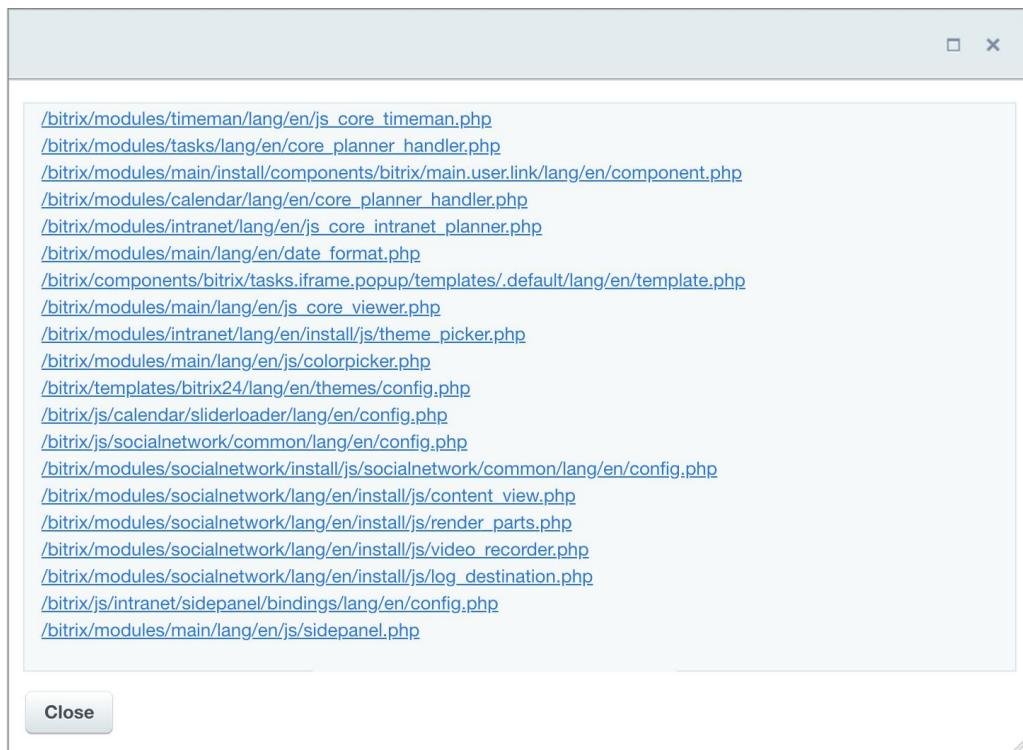 /bitrix/modules/timeman/lang/en/js_core_timeman.php
/bitrix/modules/tasks/lang/en/core_planner_handler.php
/bitrix/modules/main/install/components/bitrix/main.user.link/lang/en/component.php
/bitrix/modules/calendar/lang/en/core_planner_handler.php
/bitrix/modules/intranet/lang/en/js_core_intranet_planner.php
/bitrix/modules/main/lang/en/date_format.php
/bitrix/components/bitrix/tasks.iframe.popup/templates/.default/lang/en/template.php
/bitrix/modules/main/lang/en/js_core_viewer.php
/bitrix/modules/intranet/lang/en/install/js/theme_picker.php
/bitrix/modules/main/lang/en/js/colorpicker.php
/bitrix/templates/bitrix24/lang/en/themes/config.php
/bitrix/js/calendar/sliderloader/lang/en/config.php
/bitrix/js/socialnetwork/common/lang/en/config.php
/bitrix/modules/socialnetwork/install/js/socialnetwork/common/lang/en/config.php
/bitrix/modules/socialnetwork/lang/en/install/js/content_view.php
/bitrix/modules/socialnetwork/lang/en/install/js/render_parts.php
/bitrix/modules/socialnetwork/lang/en/install/js/video_recorder.php
/bitrix/modules/socialnetwork/lang/en/install/js/log_destination.php
/bitrix/js/intranet/sidepanel/bindings/lang/en/config.php
/bitrix/modules/main/lang/en/js/sidepanel.php
Close